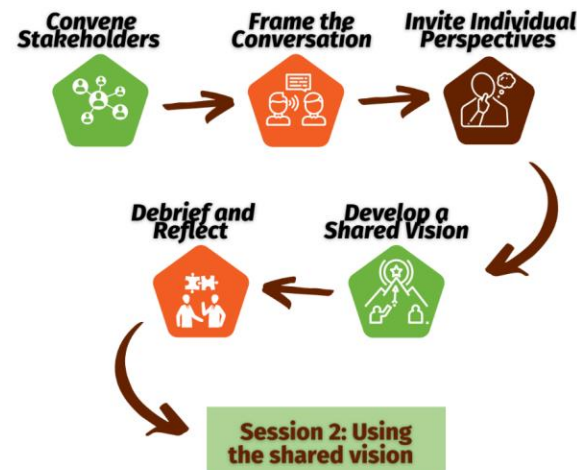 Convene
Stakeholders
Frame the
Conversation
Invite Individual
Perspectives
Debrief and
Reflect
Develop a
Shared Vision
Session 2: Using
the shared vision